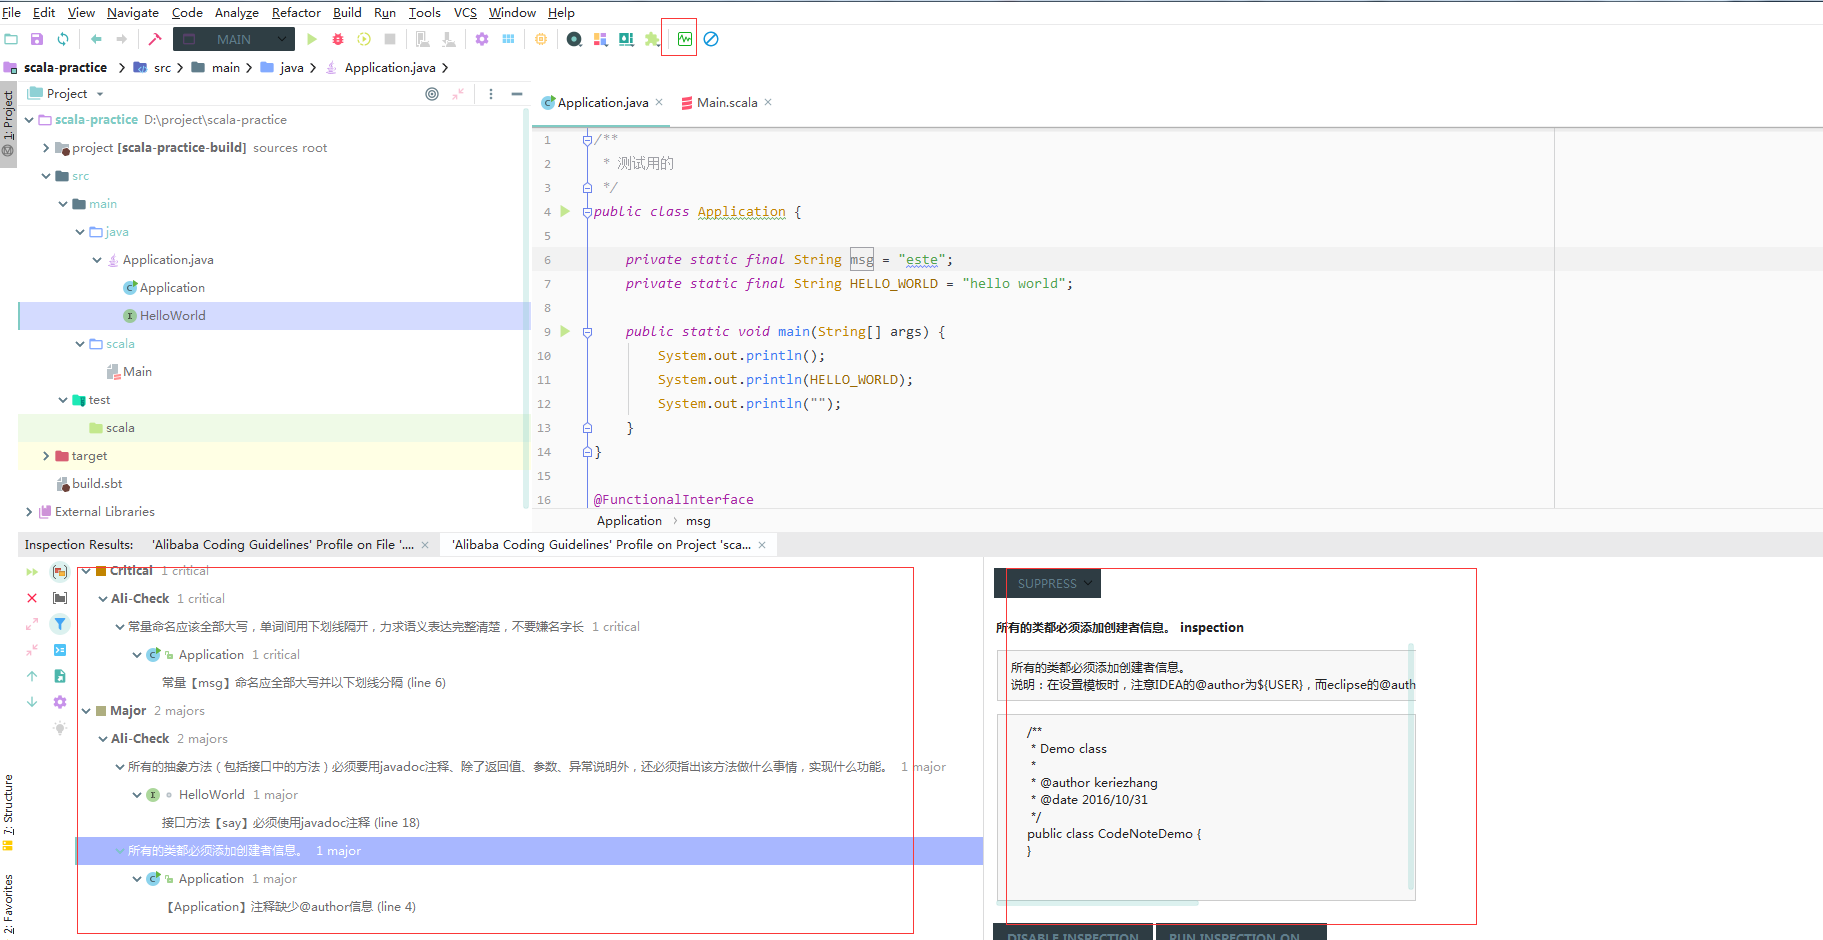 File Edit View Navigate Code Analyze Refactor Build Run Tools VCS Window Help
MAIN
scala-practice src main java Application.java
1: Project
Project
scala-practice D:\project\scala-practice
project [scala-practice-build] sources root
src
main
java
Application.java
Application
HelloWorld
scala
Main
test
scala
target
build.sbt
External Libraries
Application.java Main.scala
1 /**
2 * 测试用的
3 */
4 public class Application {
5
6 private static final String msg = "este";
7 private static final String HELLO_WORLD = "hello world";
8
9 public static void main(String[] args) {
10 System.out.println();
11 System.out.println(HELLO_WORLD);
12 System.out.println("");
13 }
14 }
15
16 @FunctionalInterface
Application msg
Inspection Results: 'Alibaba Coding Guidelines' Profile on File '.... 'Alibaba Coding Guidelines' Profile on Project 'sca...
Critical 1 critical
Ali-Check 1 critical
常量命名应该全部大写，单词间用下划线隔开，力求语义表达完整清楚，不要嫌名字长 1 critical
Application 1 critical
常量【msg】命名应全部大写并以下划线分隔 (line 6)
Major 2 majors
Ali-Check 2 majors
所有的抽象方法（包括接口中的方法）必须要用javadoc注释、除了返回值、参数、异常说明外，还必须指出该方法做什么事情，实现什么功能。 1 major
HelloWorld 1 major
接口方法【say】必须使用javadoc注释 (line 18)
所有的类都必须添加创建者信息。 1 major
Application 1 major
【Application】注释缺少@author信息 (line 4)
7: Structure
2: Favorites
SUPPRESS
所有的类都必须添加创建者信息。 inspection
所有的类都必须添加创建者信息。
说明：在设置模板时，注意IDEA的@author为${USER}，而eclipse的@auth
/**
* Demo class
*
* @author keriezhang
* @date 2016/10/31
*/
public class CodeNoteDemo {
}
DISABLE INSPECTION RUN INSPECTION ON